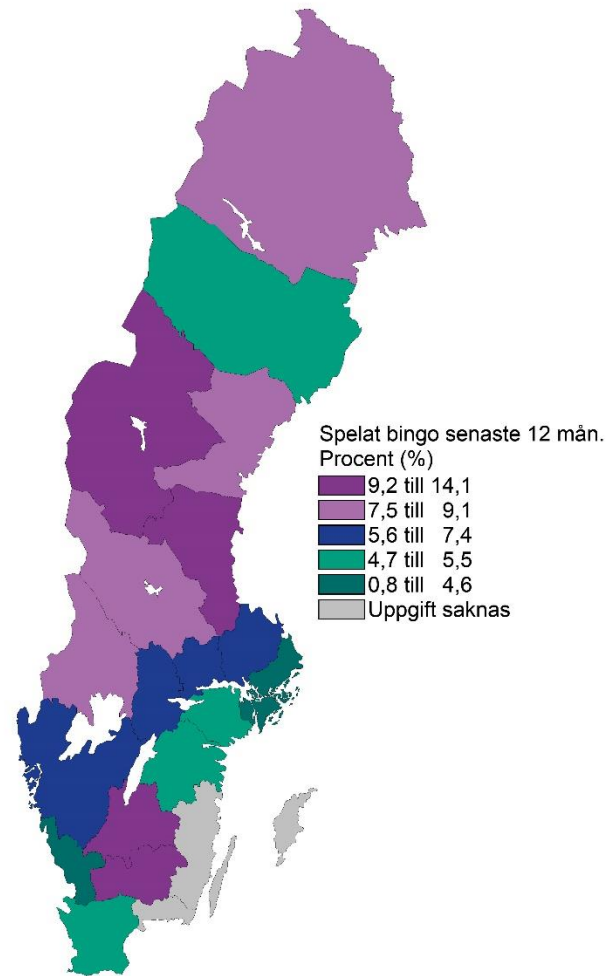 Spelat bingo senaste 12 mån.
Procent (%)
9,2 till 14,1
7,5 till 9,1
5,6 till 7,4
4,7 till 5,5
0,8 till 4,6
Uppgift saknas